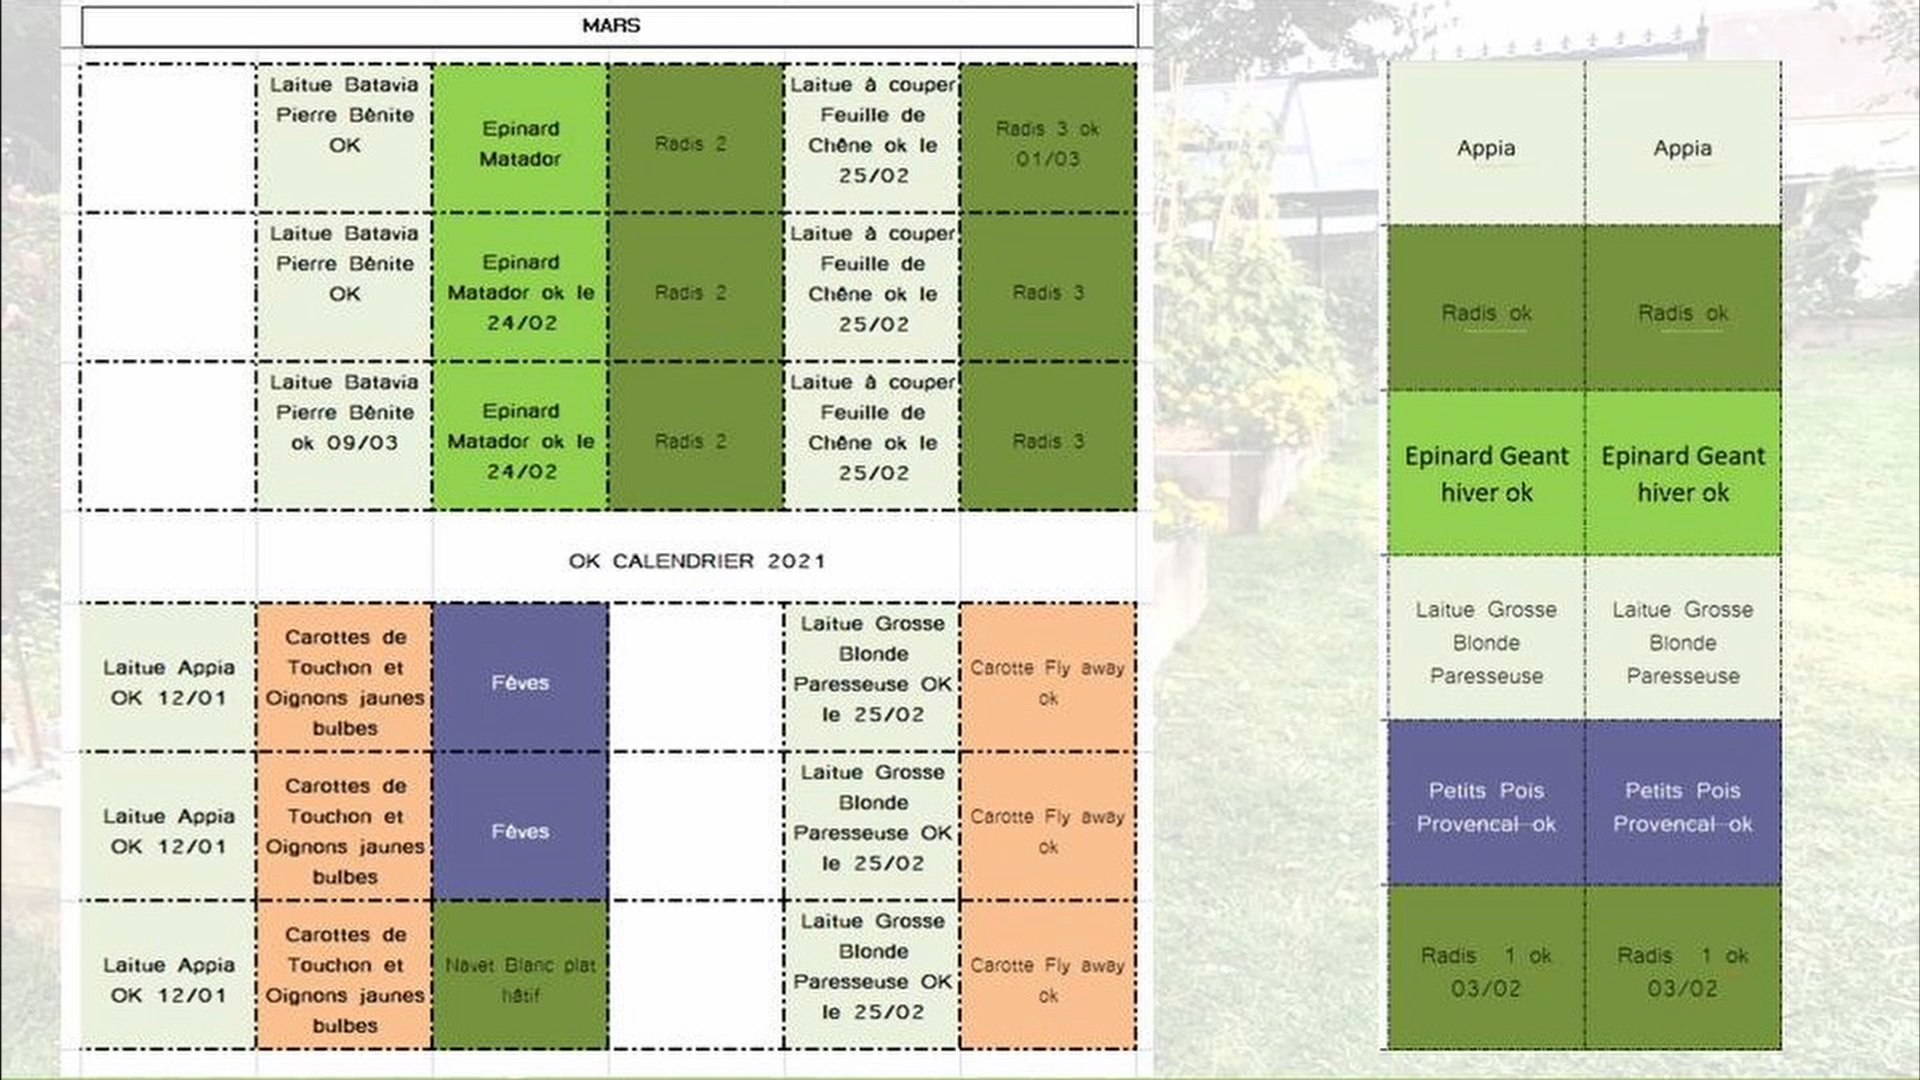 MARS
Laitue Batavia
Pierre Bénite
OK
Epinard
Matador
Radis 2
Laitue à couper
Feuille de
Chêne ok le
25/02
Radis 3 ok
01/03
Laitue Batavia
Pierre Bénite
OK
Epinard
Matador ok le
24/02
Radis 2
Laitue à couper
Feuille de
Chêne ok le
25/02
Radis 3
Laitue Batavia
Pierre Bénite
ok 09/03
Epinard
Matador ok le
24/02
Radis 2
Laitue à couper
Feuille de
Chêne ok le
25/02
Radis 3
OK CALENDRIER 2021
Laitue Appia
OK 12/01
Carottes de
Touchon et
Oignons jaunes
bulbes
Fêves
Laitue Grosse
Blonde
Paresseuse OK
le 25/02
Carotte Fly away
ok
Laitue Appia
OK 12/01
Carottes de
Touchon et
Oignons jaunes
bulbes
Fêves
Laitue Grosse
Blonde
Paresseuse OK
le 25/02
Carotte Fly away
ok
Laitue Appia
OK 12/01
Carottes de
Touchon et
Oignons jaunes
bulbes
Navet Blanc plat
hâtif
Laitue Grosse
Blonde
Paresseuse OK
le 25/02
Carotte Fly away
ok
Appia
Appia
Radis ok
Radis ok
Epinard Geant
hiver ok
Epinard Geant
hiver ok
Laitue Grosse
Blonde
Paresseuse
Laitue Grosse
Blonde
Paresseuse
Petits Pois
Provencal ok
Petits Pois
Provencal ok
Radis 1 ok
03/02
Radis 1 ok
03/02